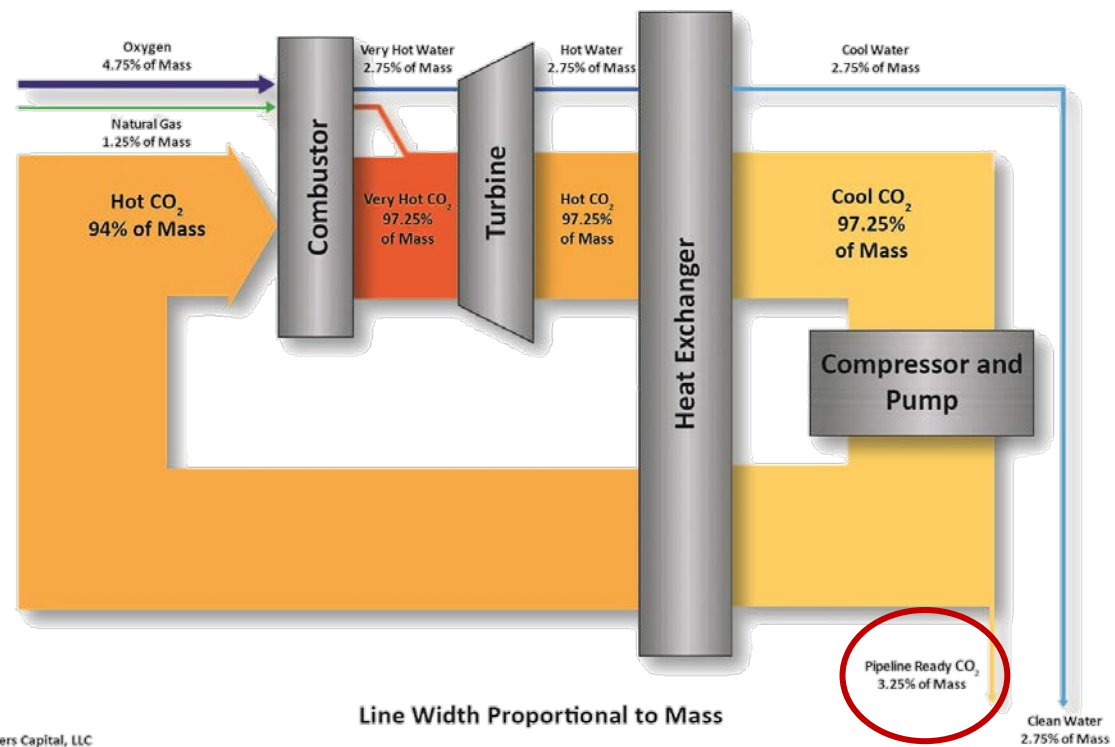 Oxygen
4.75% of Mass
Very Hot Water
2.75% of Mass
Hot Water
2.75% of Mass
Cool Water
2.75% of Mass
Natural Gas
1.25% of Mass
Hot CO₂
94% of Mass
Combustor
Very Hot CO₂
97.25%
of Mass
Turbine
Hot CO₂
97.25%
of Mass
Heat Exchanger
Cool CO₂
97.25%
of Mass
Compressor and
Pump
Pipeline Ready CO₂
3.25% of Mass
Clean Water
2.75% of Mass
Line Width Proportional to Mass
Capital, LLC